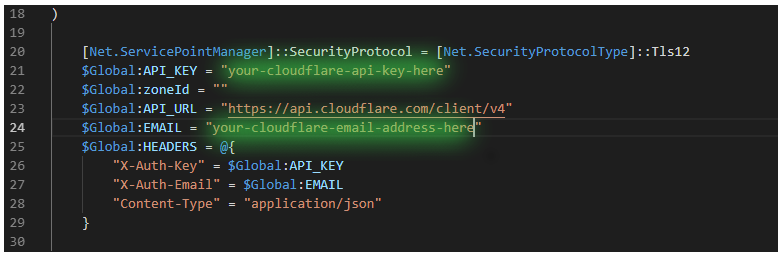 18 )
19
20 [Net.ServicePointManager]::SecurityProtocol = [Net.SecurityProtocolType]::Tls12
21 $Global:API_KEY = "your-cloudflare-api-key-here"
22 $Global:zoneId = ""
23 $Global:API_URL = "https://api.cloudflare.com/client/v4"
24 $Global:EMAIL = "your-cloudflare-email-address-here"
25 $Global:HEADERS = @{
26 "X-Auth-Key" = $Global:API_KEY
27 "X-Auth-Email" = $Global:EMAIL
28 "Content-Type" = "application/json"
29 }
30